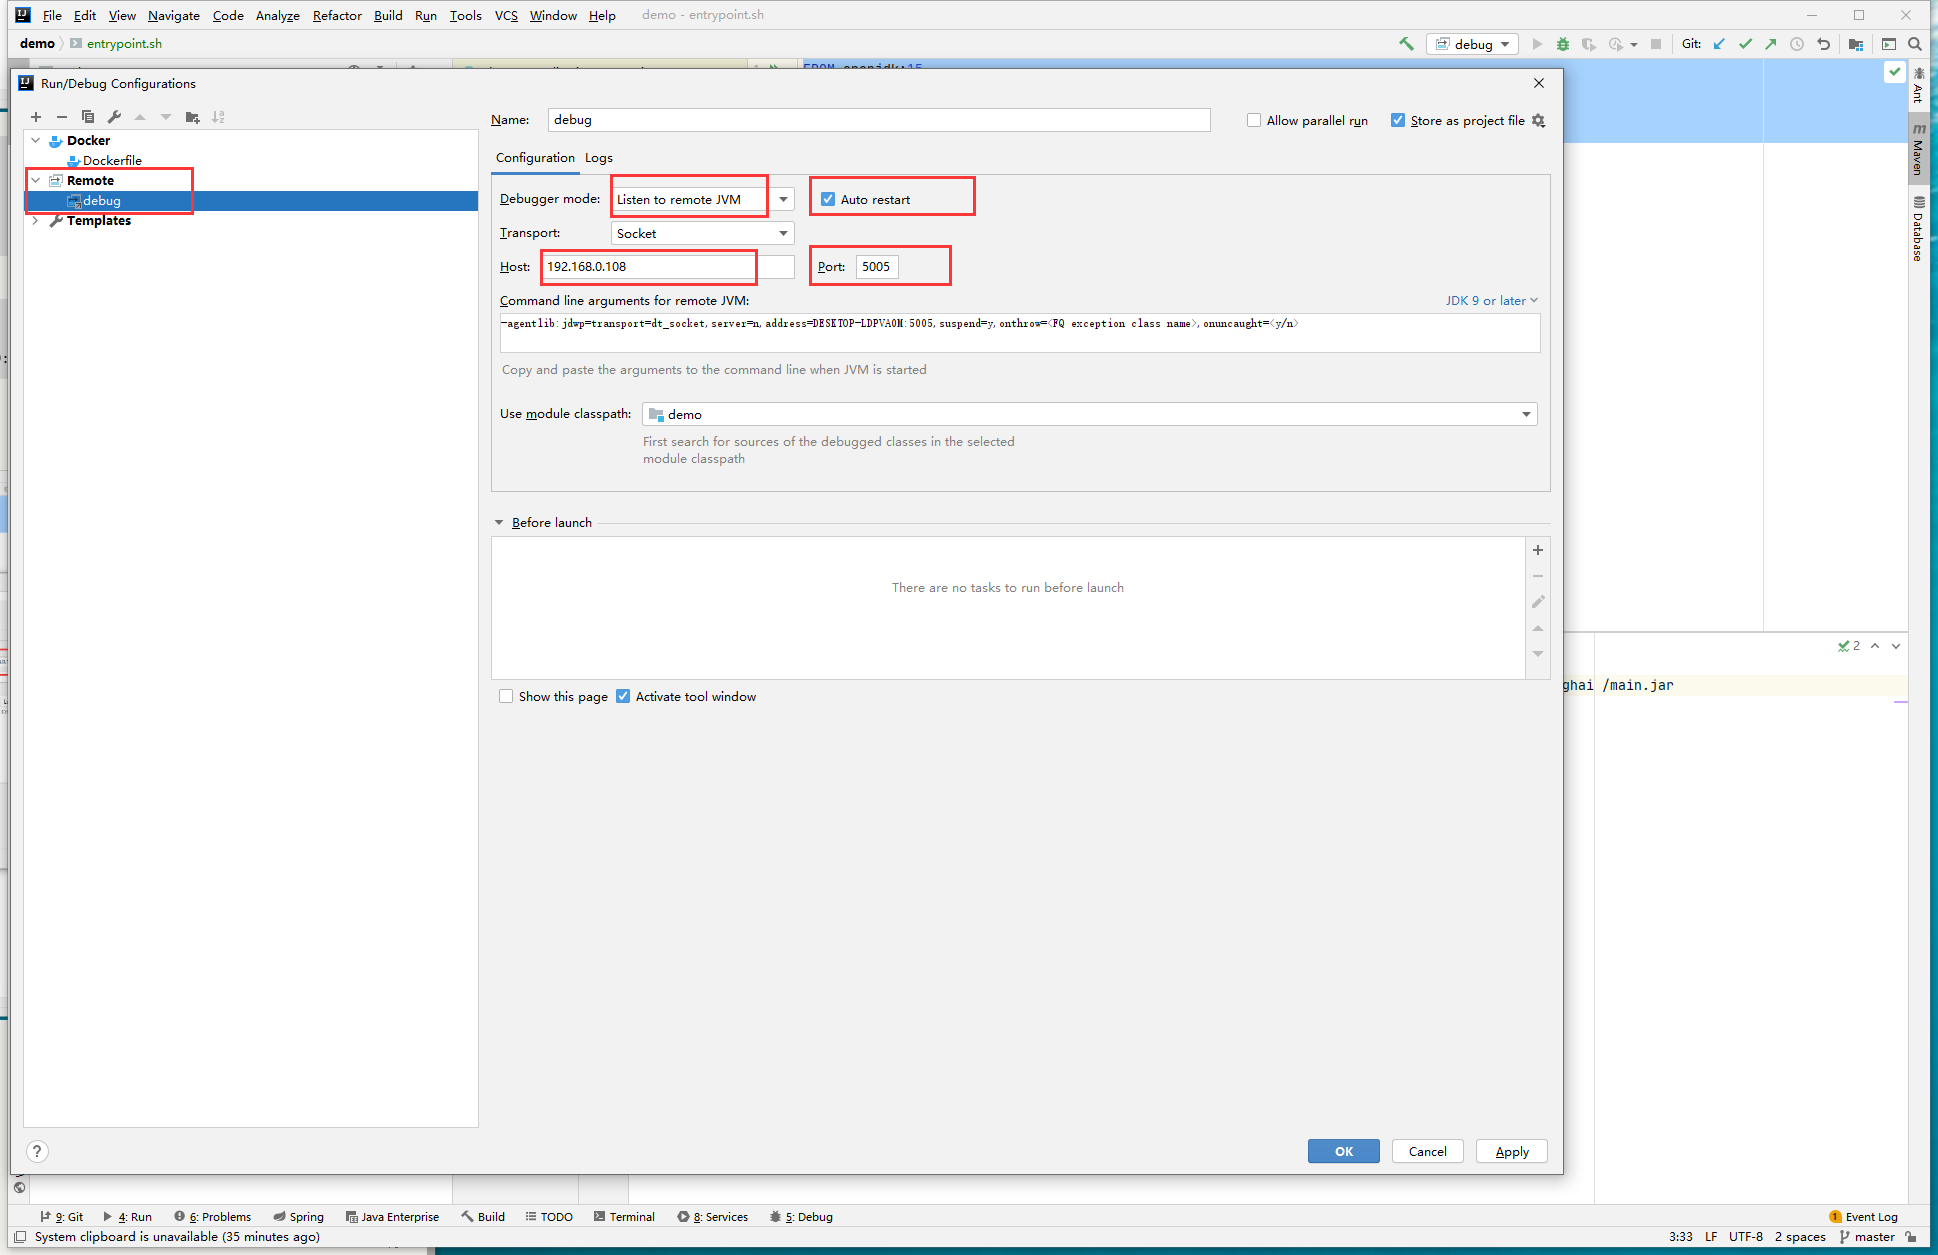 File Edit View Navigate Code Analyze Refactor Build Run Tools VCS Window Help demo - entrypoint.sh
demo entrypoint.sh debug Git:
Run/Debug Configurations
Docker
Dockerfile
Remote
debug
Templates
Name: debug Allow parallel run Store as project file
Configuration Logs
Debugger mode: Listen to remote JVM Auto restart
Transport: Socket
Host: 192.168.0.108 Port: 5005
Command line arguments for remote JVM: JDK 9 or later
-agentlib:jdwp=transport=dt_socket,server=n,address=DESKTOP-LDPVA0M:5005,suspend=y,onthrow=<FQ exception class name>,onuncaught=<y/n>
Copy and paste the arguments to the command line when JVM is started
Use module classpath: demo
First search for sources of the debugged classes in the selected
module classpath
Before launch
There are no tasks to run before launch
Show this page Activate tool window
OK Cancel Apply
?
Ant
Maven
Database
2
ghai /main.jar
9: Git 4: Run 6: Problems Spring Java Enterprise Build TODO Terminal 8: Services 5: Debug 1 Event Log
System clipboard is unavailable (35 minutes ago) 3:33 LF UTF-8 2 spaces master